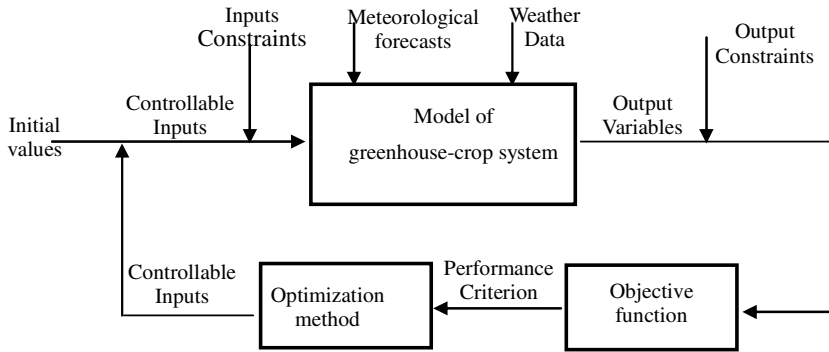 Inputs
Constraints
Meteorological
forecasts
Weather
Data
Output
Constraints
Initial
values
Controllable
Inputs
Model of
greenhouse-crop system
Output
Variables
Controllable
Inputs
Optimization
method
Performance
Criterion
Objective
function